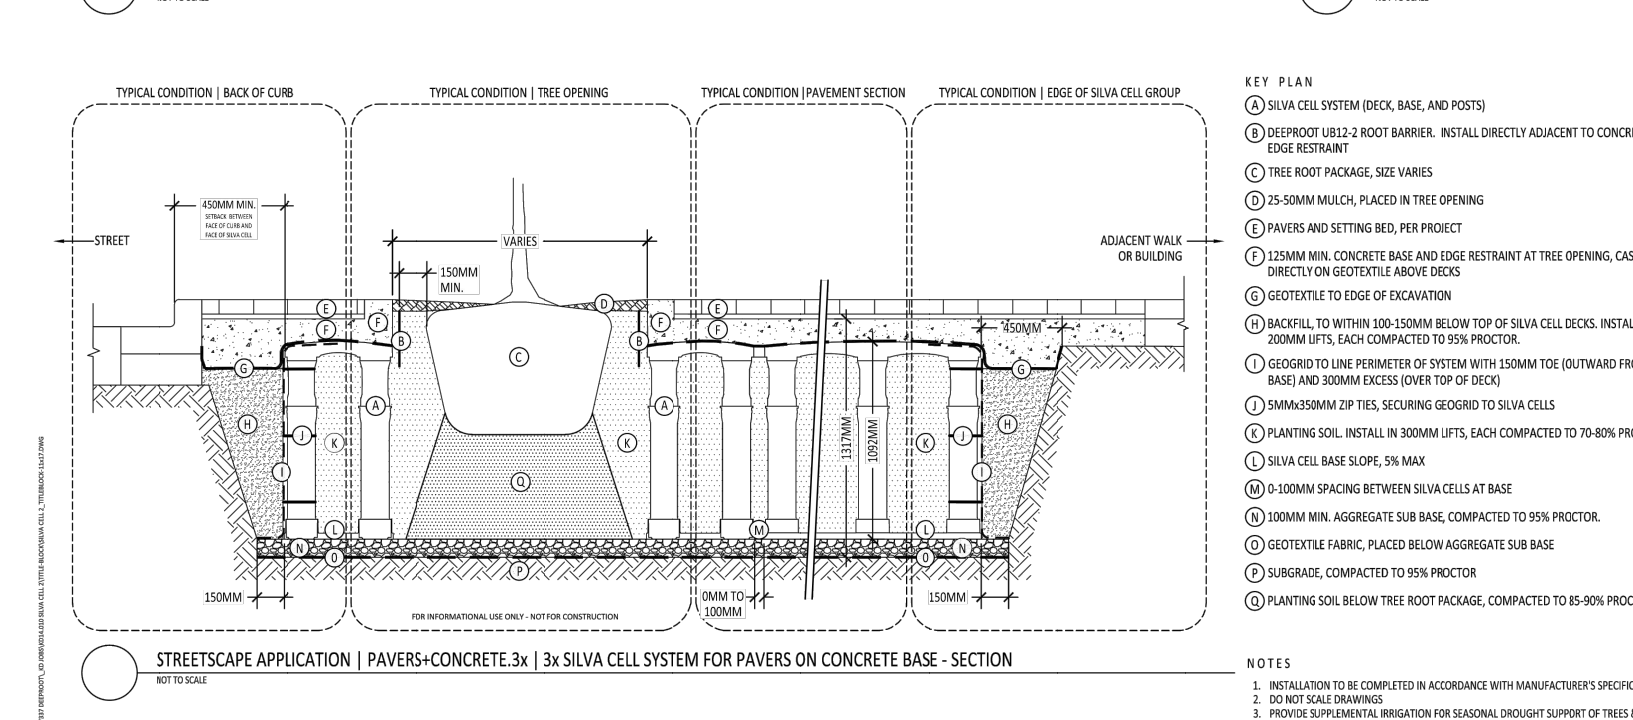 NOT TO SCALE
NOT TO SCALE
TYPICAL CONDITION | BACK OF CURB
TYPICAL CONDITION | TREE OPENING
TYPICAL CONDITION |PAVEMENT SECTION
TYPICAL CONDITION | EDGE OF SILVA CELL GROUP
450MM MIN.
SETBACK BETWEEN
FACE OF CURB AND
FACE OF SILVA CELL
STREET
VARIES
150MM
MIN.
ADJACENT WALK
OR BUILDING
E
F
F
B
D
C
B
F
E
F
450MM
G
G
A
A
H
J
K
K
1317MM
1092MM
K
J
H
I
Q
I
L
M
L
N
O
O
N
P
150MM
0MM TO
100MM
150MM
FOR INFORMATIONAL USE ONLY - NOT FOR CONSTRUCTION
STREETSCAPE APPLICATION | PAVERS+CONCRETE.3x | 3x SILVA CELL SYSTEM FOR PAVERS ON CONCRETE BASE - SECTION
NOT TO SCALE
KEY PLAN
A SILVA CELL SYSTEM (DECK, BASE, AND POSTS)
B DEEPROOT UB12-2 ROOT BARRIER. INSTALL DIRECTLY ADJACENT TO CONCR
EDGE RESTRAINT
C TREE ROOT PACKAGE, SIZE VARIES
D 25-50MM MULCH, PLACED IN TREE OPENING
E PAVERS AND SETTING BED, PER PROJECT
F 125MM MIN. CONCRETE BASE AND EDGE RESTRAINT AT TREE OPENING, CAS
DIRECTLY ON GEOTEXTILE ABOVE DECKS
G GEOTEXTILE TO EDGE OF EXCAVATION
H BACKFILL, TO WITHIN 100-150MM BELOW TOP OF SILVA CELL DECKS. INSTAL
200MM LIFTS, EACH COMPACTED TO 95% PROCTOR.
I GEOGRID TO LINE PERIMETER OF SYSTEM WITH 150MM TOE (OUTWARD FRO
BASE) AND 300MM EXCESS (OVER TOP OF DECK)
J 5MMx350MM ZIP TIES, SECURING GEOGRID TO SILVA CELLS
K PLANTING SOIL. INSTALL IN 300MM LIFTS, EACH COMPACTED TO 70-80% PRO
L SILVA CELL BASE SLOPE, 5% MAX
M 0-100MM SPACING BETWEEN SILVA CELLS AT BASE
N 100MM MIN. AGGREGATE SUB BASE, COMPACTED TO 95% PROCTOR.
O GEOTEXTILE FABRIC, PLACED BELOW AGGREGATE SUB BASE
P SUBGRADE, COMPACTED TO 95% PROCTOR
Q PLANTING SOIL BELOW TREE ROOT PACKAGE, COMPACTED TO 85-90% PROC
NOTES
1. INSTALLATION TO BE COMPLETED IN ACCORDANCE WITH MANUFACTURER'S SPECIFIC
2. DO NOT SCALE DRAWINGS
3. PROVIDE SUPPLEMENTAL IRRIGATION FOR SEASONAL DROUGHT SUPPORT OF TREES